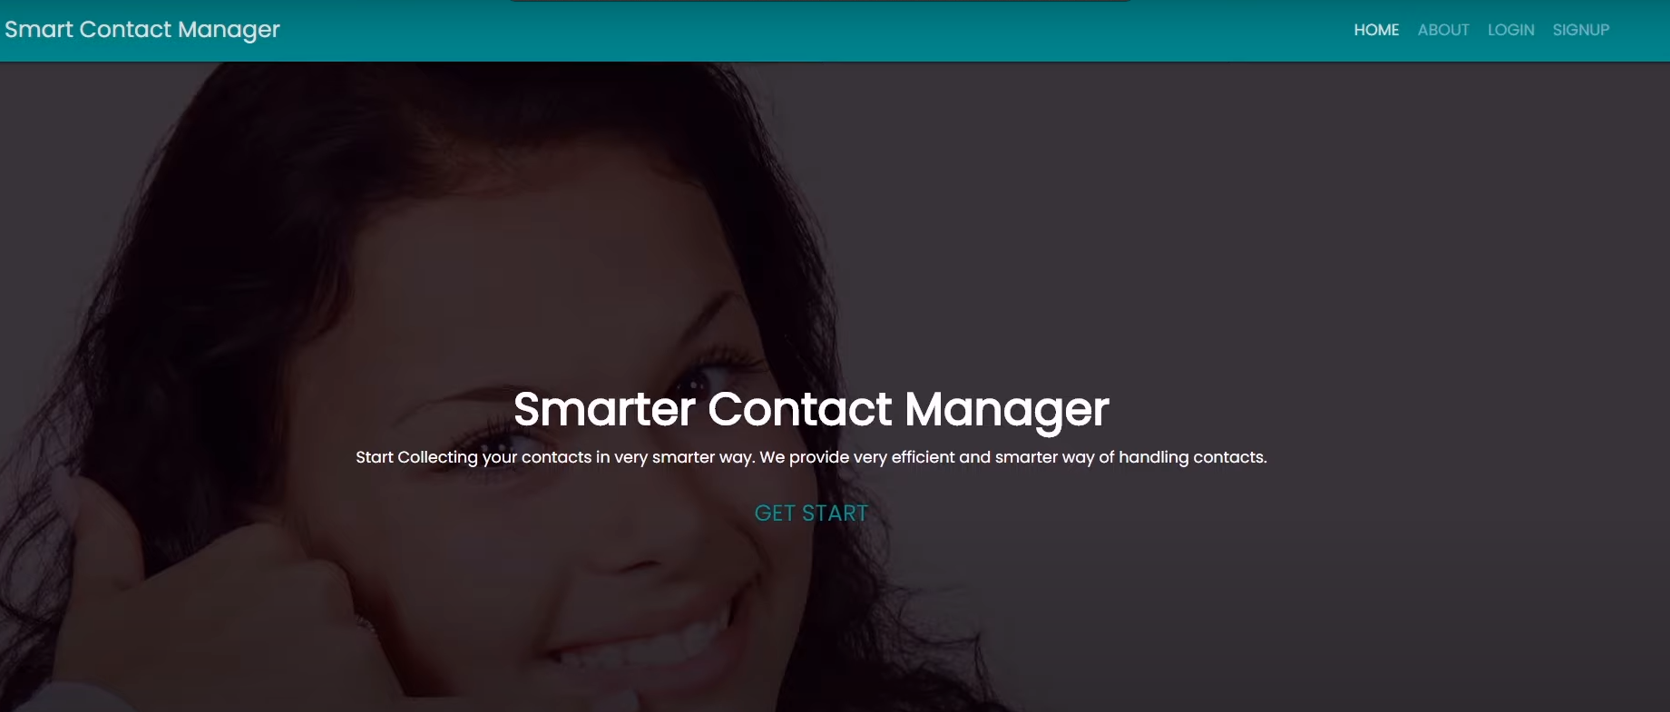 Smart Contact Manager
HOME ABOUT LOGIN SIGNUP
Smarter Contact Manager
Start Collecting your contacts in very smarter way. We provide very efficient and smarter way of handling contacts.
GET START